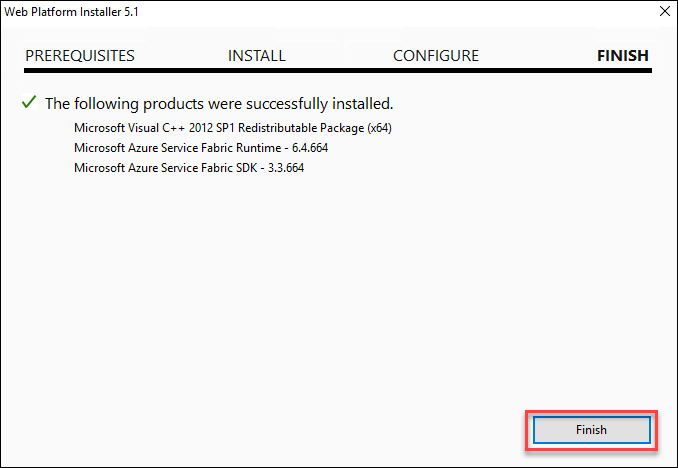 Web Platform Installer 5.1
PREREQUISITES INSTALL CONFIGURE FINISH
The following products were successfully installed.
Microsoft Visual C++ 2012 SP1 Redistributable Package (x64)
Microsoft Azure Service Fabric Runtime - 6.4.664
Microsoft Azure Service Fabric SDK - 3.3.664
Finish